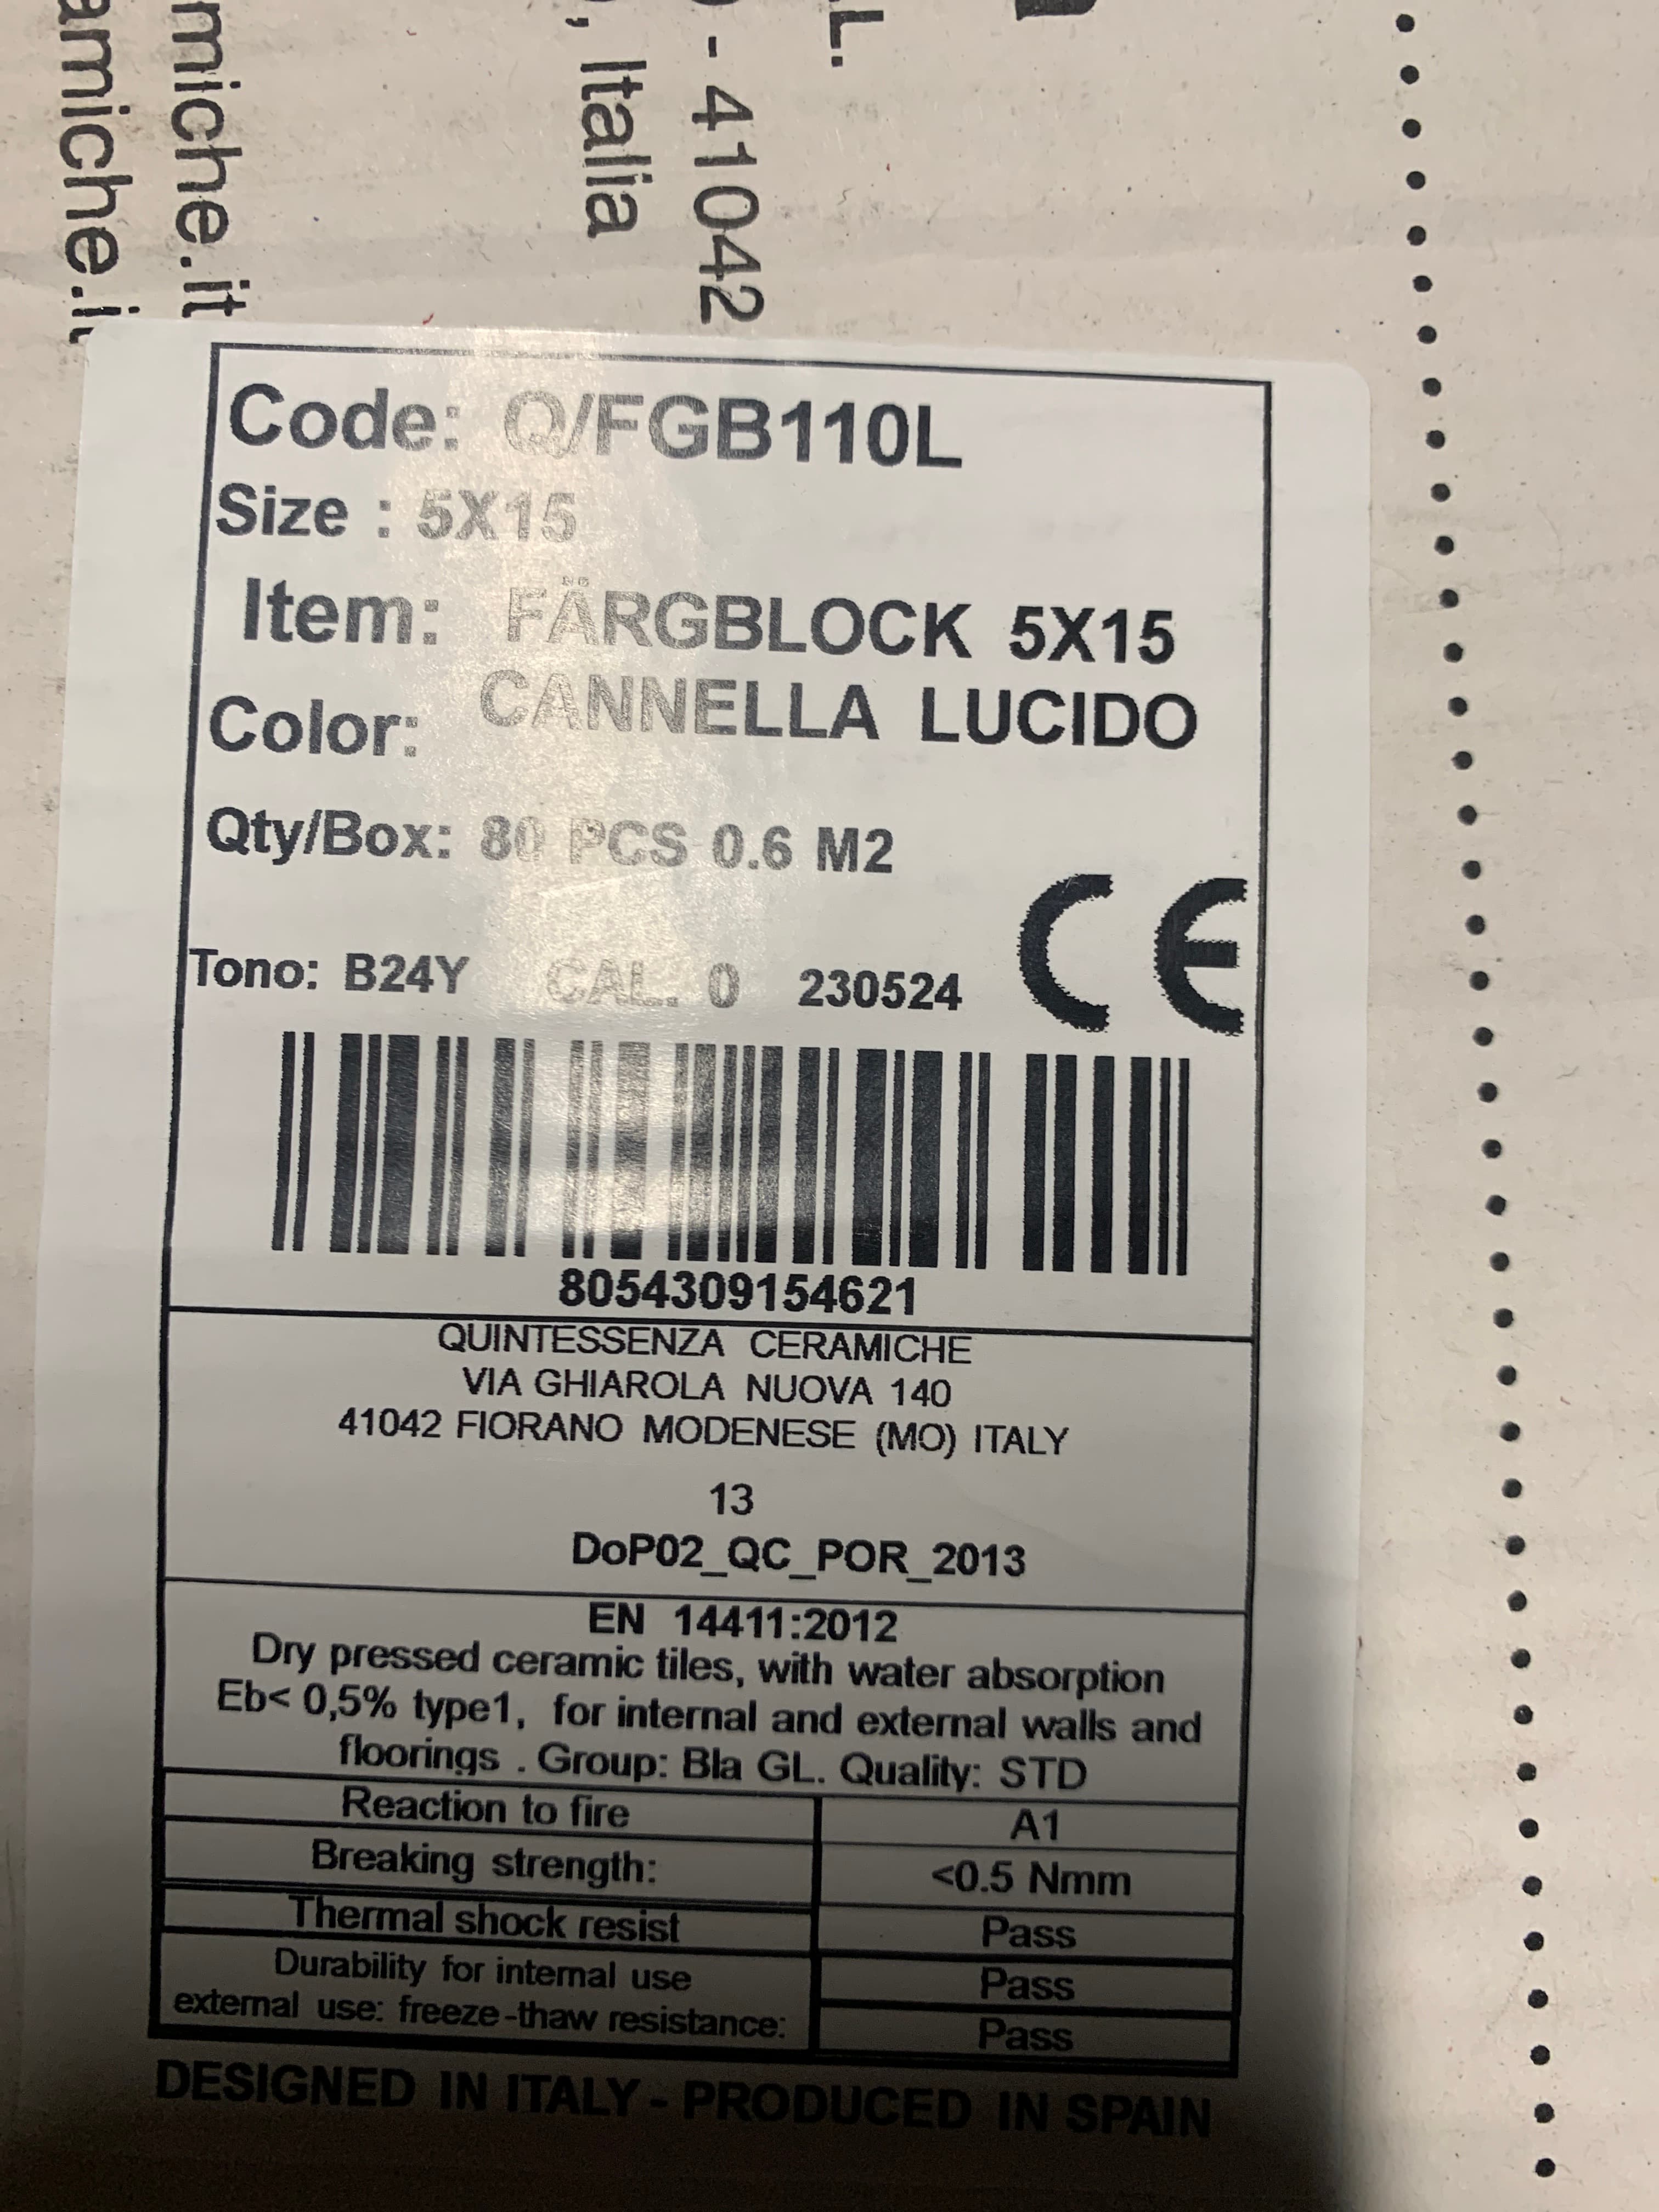 amiche.it
miche.it
, Italia
- 41042
L.
Code: Q/FGB110L
Size : 5X15
Item: FÄRGBLOCK 5X15
Color: CANNELLA LUCIDO
Qty/Box: 80 PCS 0.6 M2
Tono: B24Y CAL. 0 230524
CE
8054309154621
QUINTESSENZA CERAMICHE
VIA GHIAROLA NUOVA 140
41042 FIORANO MODENESE (MO) ITALY
13
DoP02_QC_POR_2013
EN 14411:2012
Dry pressed ceramic tiles, with water absorption
Eb< 0,5% type1, for internal and external walls and
floorings . Group: Bla GL. Quality: STD
Reaction to fire A1
Breaking strength: <0.5 Nmm
Thermal shock resist Pass
Durability for internal use Pass
external use: freeze-thaw resistance: Pass
DESIGNED IN ITALY - PRODUCED IN SPAIN